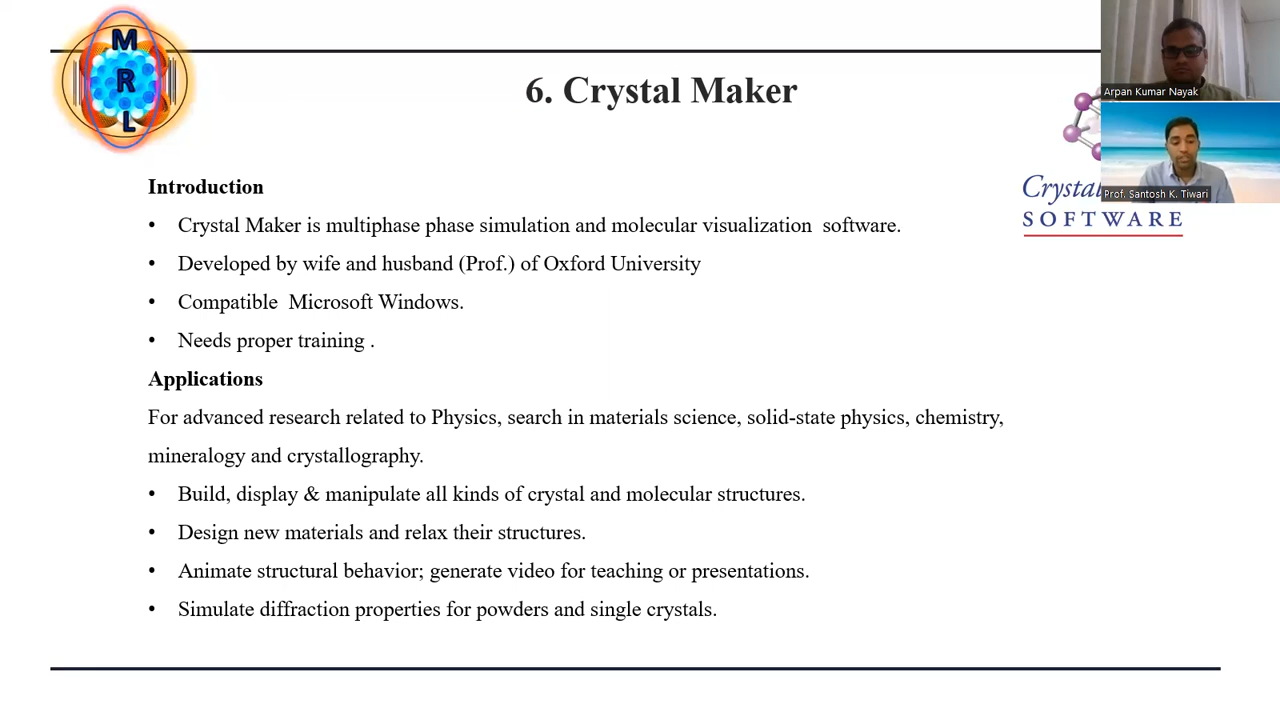 M
R
L
6. Crystal Maker
Arpan Kumar Nayak
Prof. Santosh K. Tiwari
Crystal
SOFTWARE
Introduction
• Crystal Maker is multiphase phase simulation and molecular visualization software.
• Developed by wife and husband (Prof.) of Oxford University
• Compatible Microsoft Windows.
• Needs proper training .
Applications
For advanced research related to Physics, search in materials science, solid-state physics, chemistry,
mineralogy and crystallography.
• Build, display & manipulate all kinds of crystal and molecular structures.
• Design new materials and relax their structures.
• Animate structural behavior; generate video for teaching or presentations.
• Simulate diffraction properties for powders and single crystals.